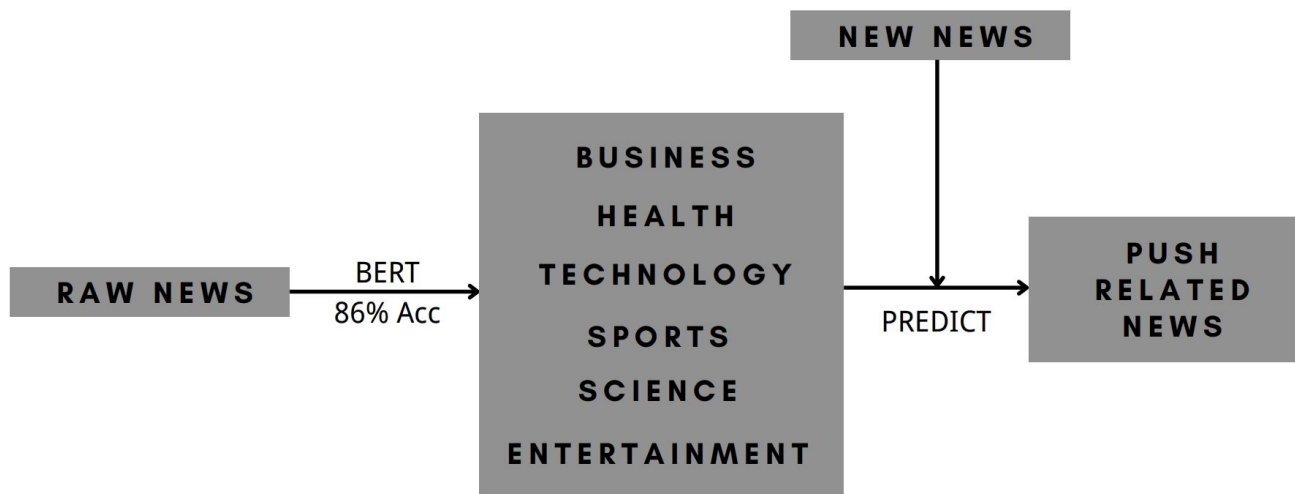 NEW NEWS
BUSINESS
HEALTH
TECHNOLOGY
SPORTS
SCIENCE
ENTERTAINMENT
RAW NEWS
BERT
86% Acc
PREDICT
PUSH
RELATED
NEWS